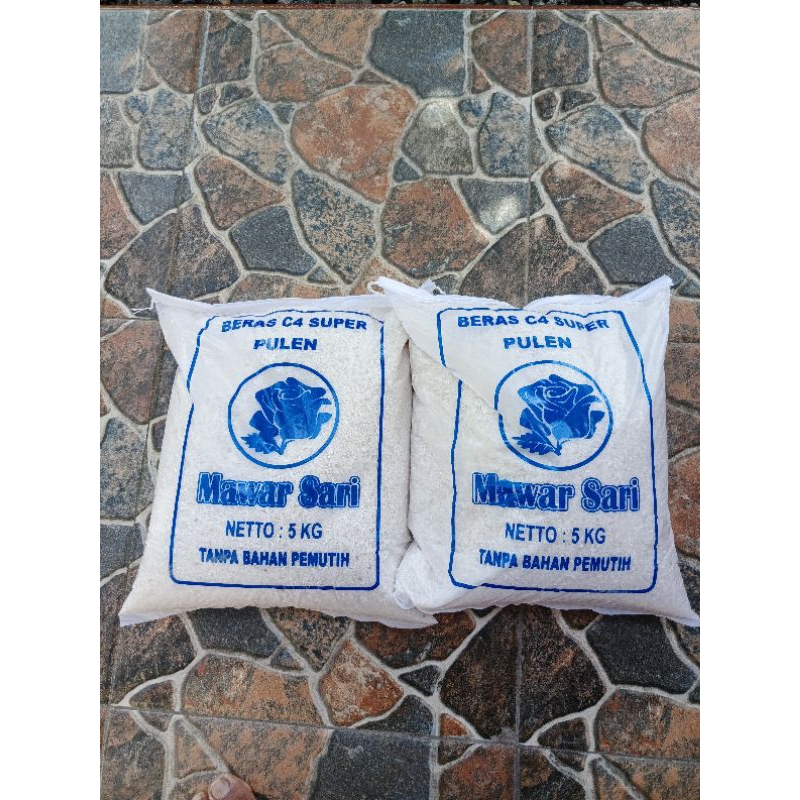 BERAS C4 SUPER
PULEN
Mawar Sari
NETTO : 5 KG
TANPA BAHAN PEMUTIH
BERAS C4 SUPER
PULEN
Mawar Sari
NETTO : 5 KG
TANPA BAHAN PEMUTIH